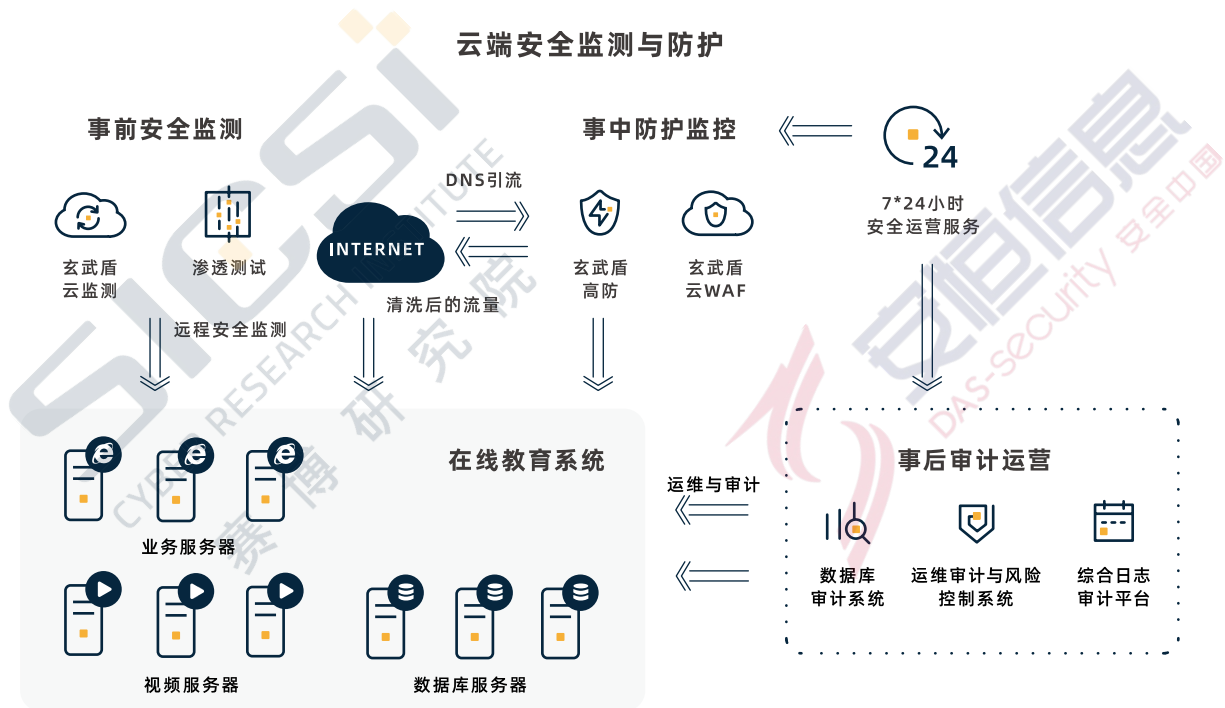 云端安全监测与防护
事前安全监测
事中防护监控
24
DNS引流
INTERNET
7*24小时
安全运营服务
玄武盾
云监测
渗透测试
玄武盾
高防
玄武盾
云WAF
清洗后的流量
远程安全监测
在线教育系统
运维与审计
事后审计运营
业务服务器
数据库
审计系统
运维审计与风险
控制系统
综合日志
审计平台
视频服务器
数据库服务器
SICSI
CYBER RESEARCH INSTITUTE
赛博研究院
安恒信息
DAS-Security 安全中国